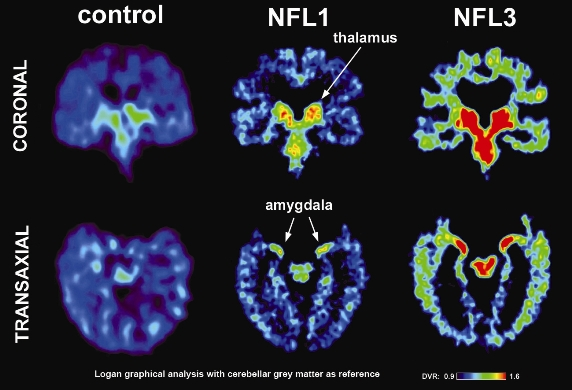 control NFL1 NFL3
thalamus
CORONAL
amygdala
TRANSAXIAL
Logan graphical analysis with cerebellar grey matter as reference
DVR: 0.9 1.6